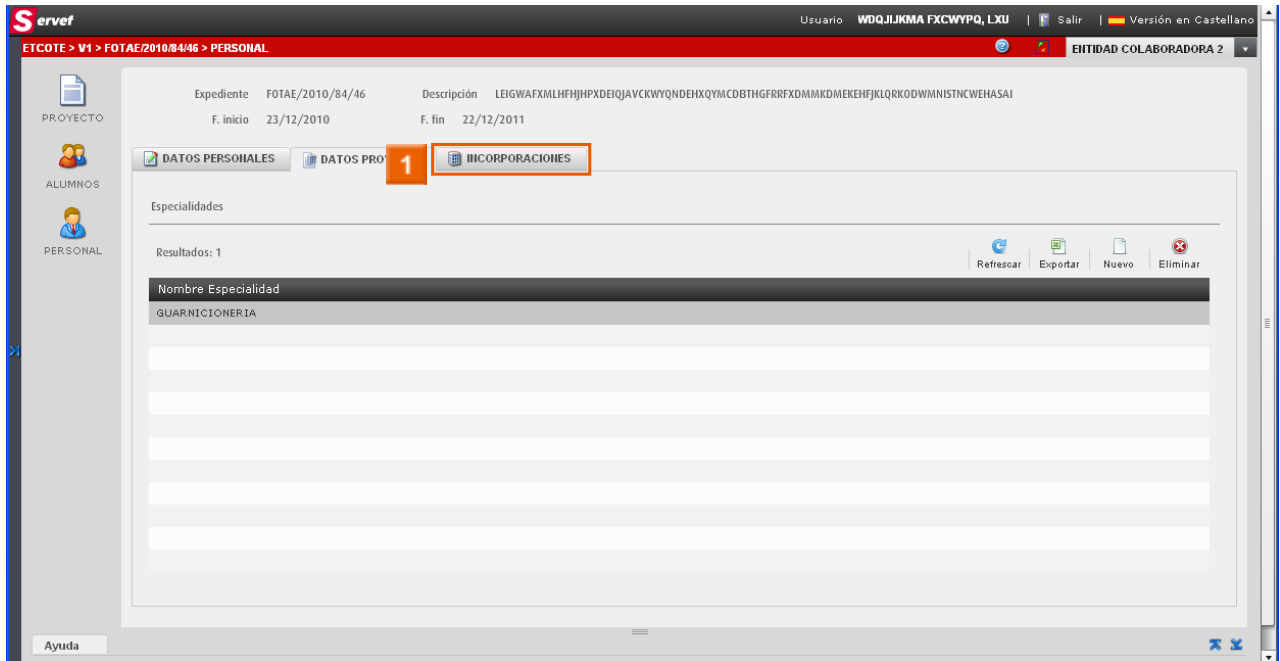 Servef Usuario WDQJIJKMA FXCWYPQ, LXU | Salir | Versión en Castellano
ETCOTE > V1 > FOTAE/2010/84/46 > PERSONAL ENTIDAD COLABORADORA 2
PROYECTO
ALUMNOS
PERSONAL
Expediente FOTAE/2010/84/46 Descripción LEIGWAFXMLHFHJHPXDEIQJAVCKWYQNDEHXQYMCDBTHGFRRFXDMMKDMEKEHFJKLQRKODWMNISTNCWEHASAI
F. inicio 23/12/2010 F. fin 22/12/2011
DATOS PERSONALES DATOS PRO 1 INCORPORACIONES
Especialidades
Resultados: 1 Refrescar Exportar Nuevo Eliminar
Nombre Especialidad
GUARNICIONERIA
Ayuda